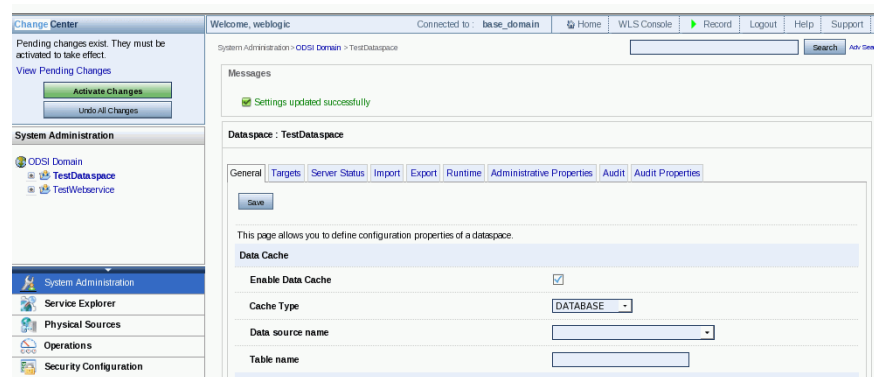 Change Center
Pending changes exist. They must be
activated to take effect.
View Pending Changes
Activate Changes
Undo All Changes
System Administration
ODSI Domain
TestDataspace
TestWebservice
System Administration
Service Explorer
Physical Sources
Operations
Security Configuration
Welcome, weblogic
Connected to : base_domain
Home
WLS Console
Record
Logout
Help
Support
System Administration > ODSI Domain > TestDataspace
Search
Adv Sea
Messages
Settings updated successfully
Dataspace : TestDataspace
General Targets Server Status Import Export Runtime Administrative Properties Audit Audit Properties
Save
This page allows you to define configuration properties of a dataspace.
Data Cache
Enable Data Cache
Cache Type DATABASE
Data source name
Table name